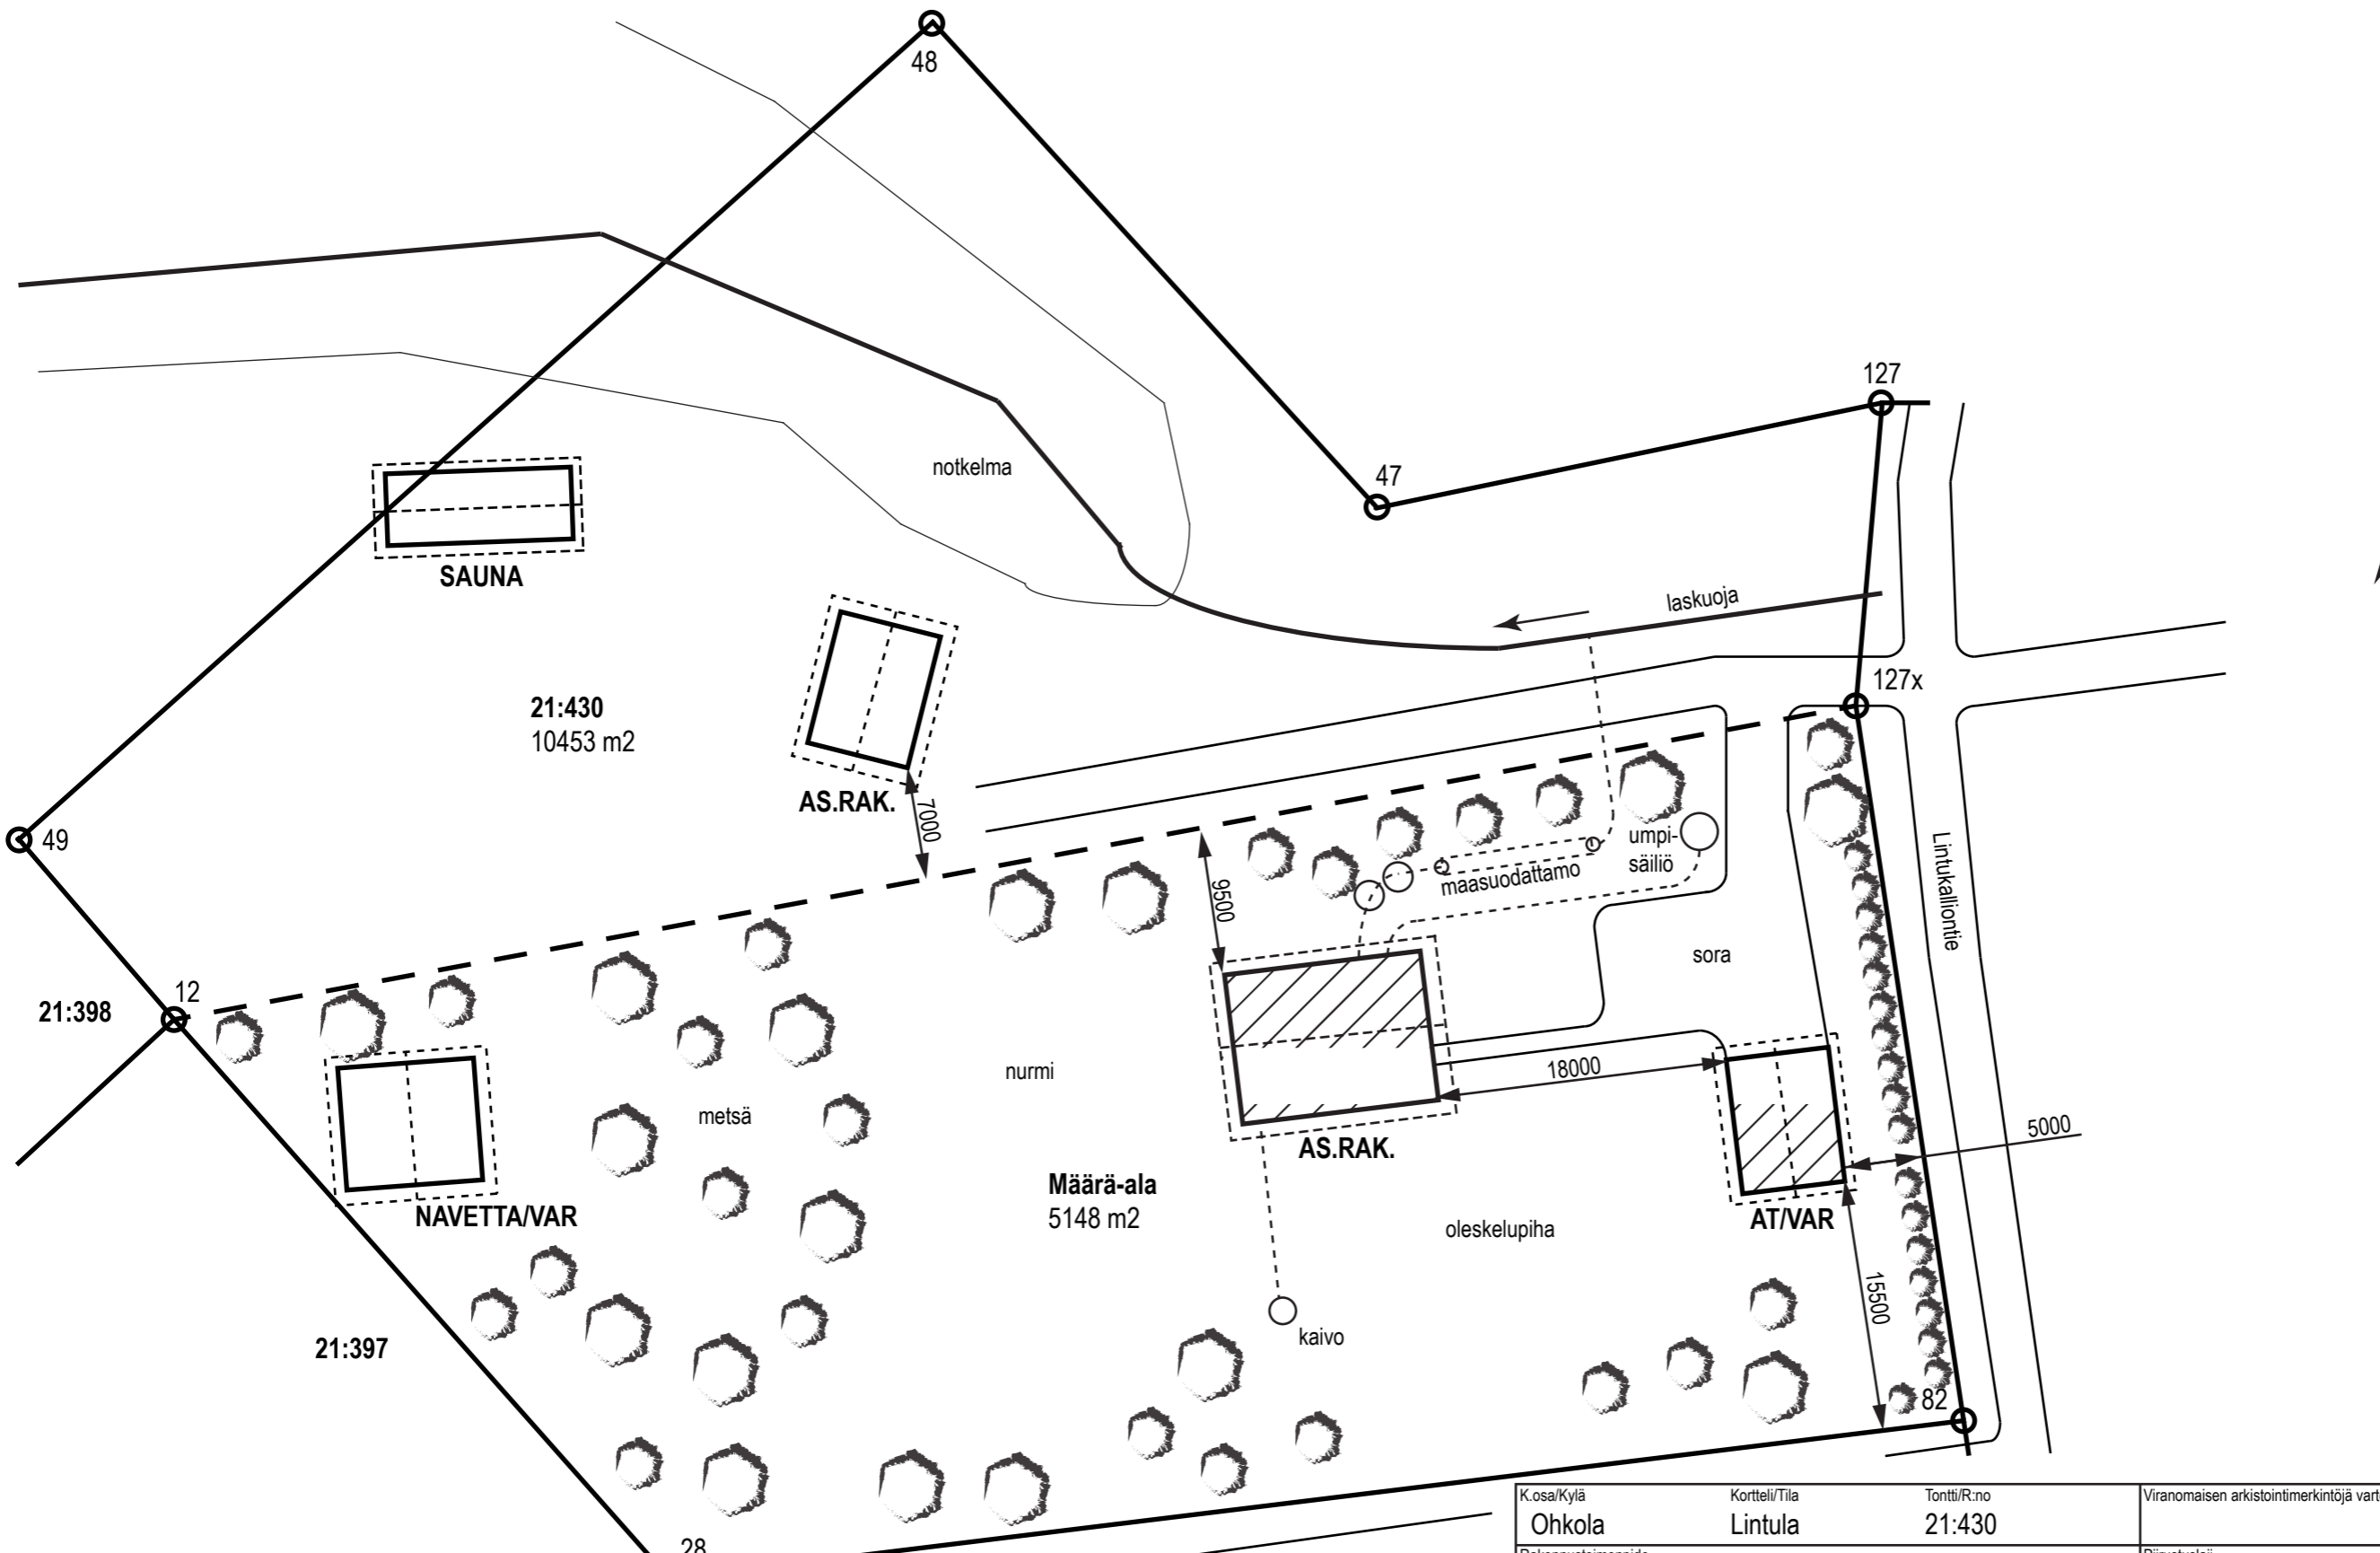 48
127
notkelma
47
SAUNA
laskuoja
127x
21:430
10453 m2
AS.RAK.
7000
49
umpi-
säiliö
maasuodattamo
Lintukalliontie
9500
sora
12
21:398
nurmi
18000
metsä
5000
AS.RAK.
Määrä-ala
5148 m2
NAVETTA/VAR
AT/VAR
oleskelupiha
15500
kaivo
21:397
82
28
K.osa/Kylä Kortteli/Tila Tontti/R:no Viranomaisen arkistointimerkintöjä
Ohkola Lintula 21:430